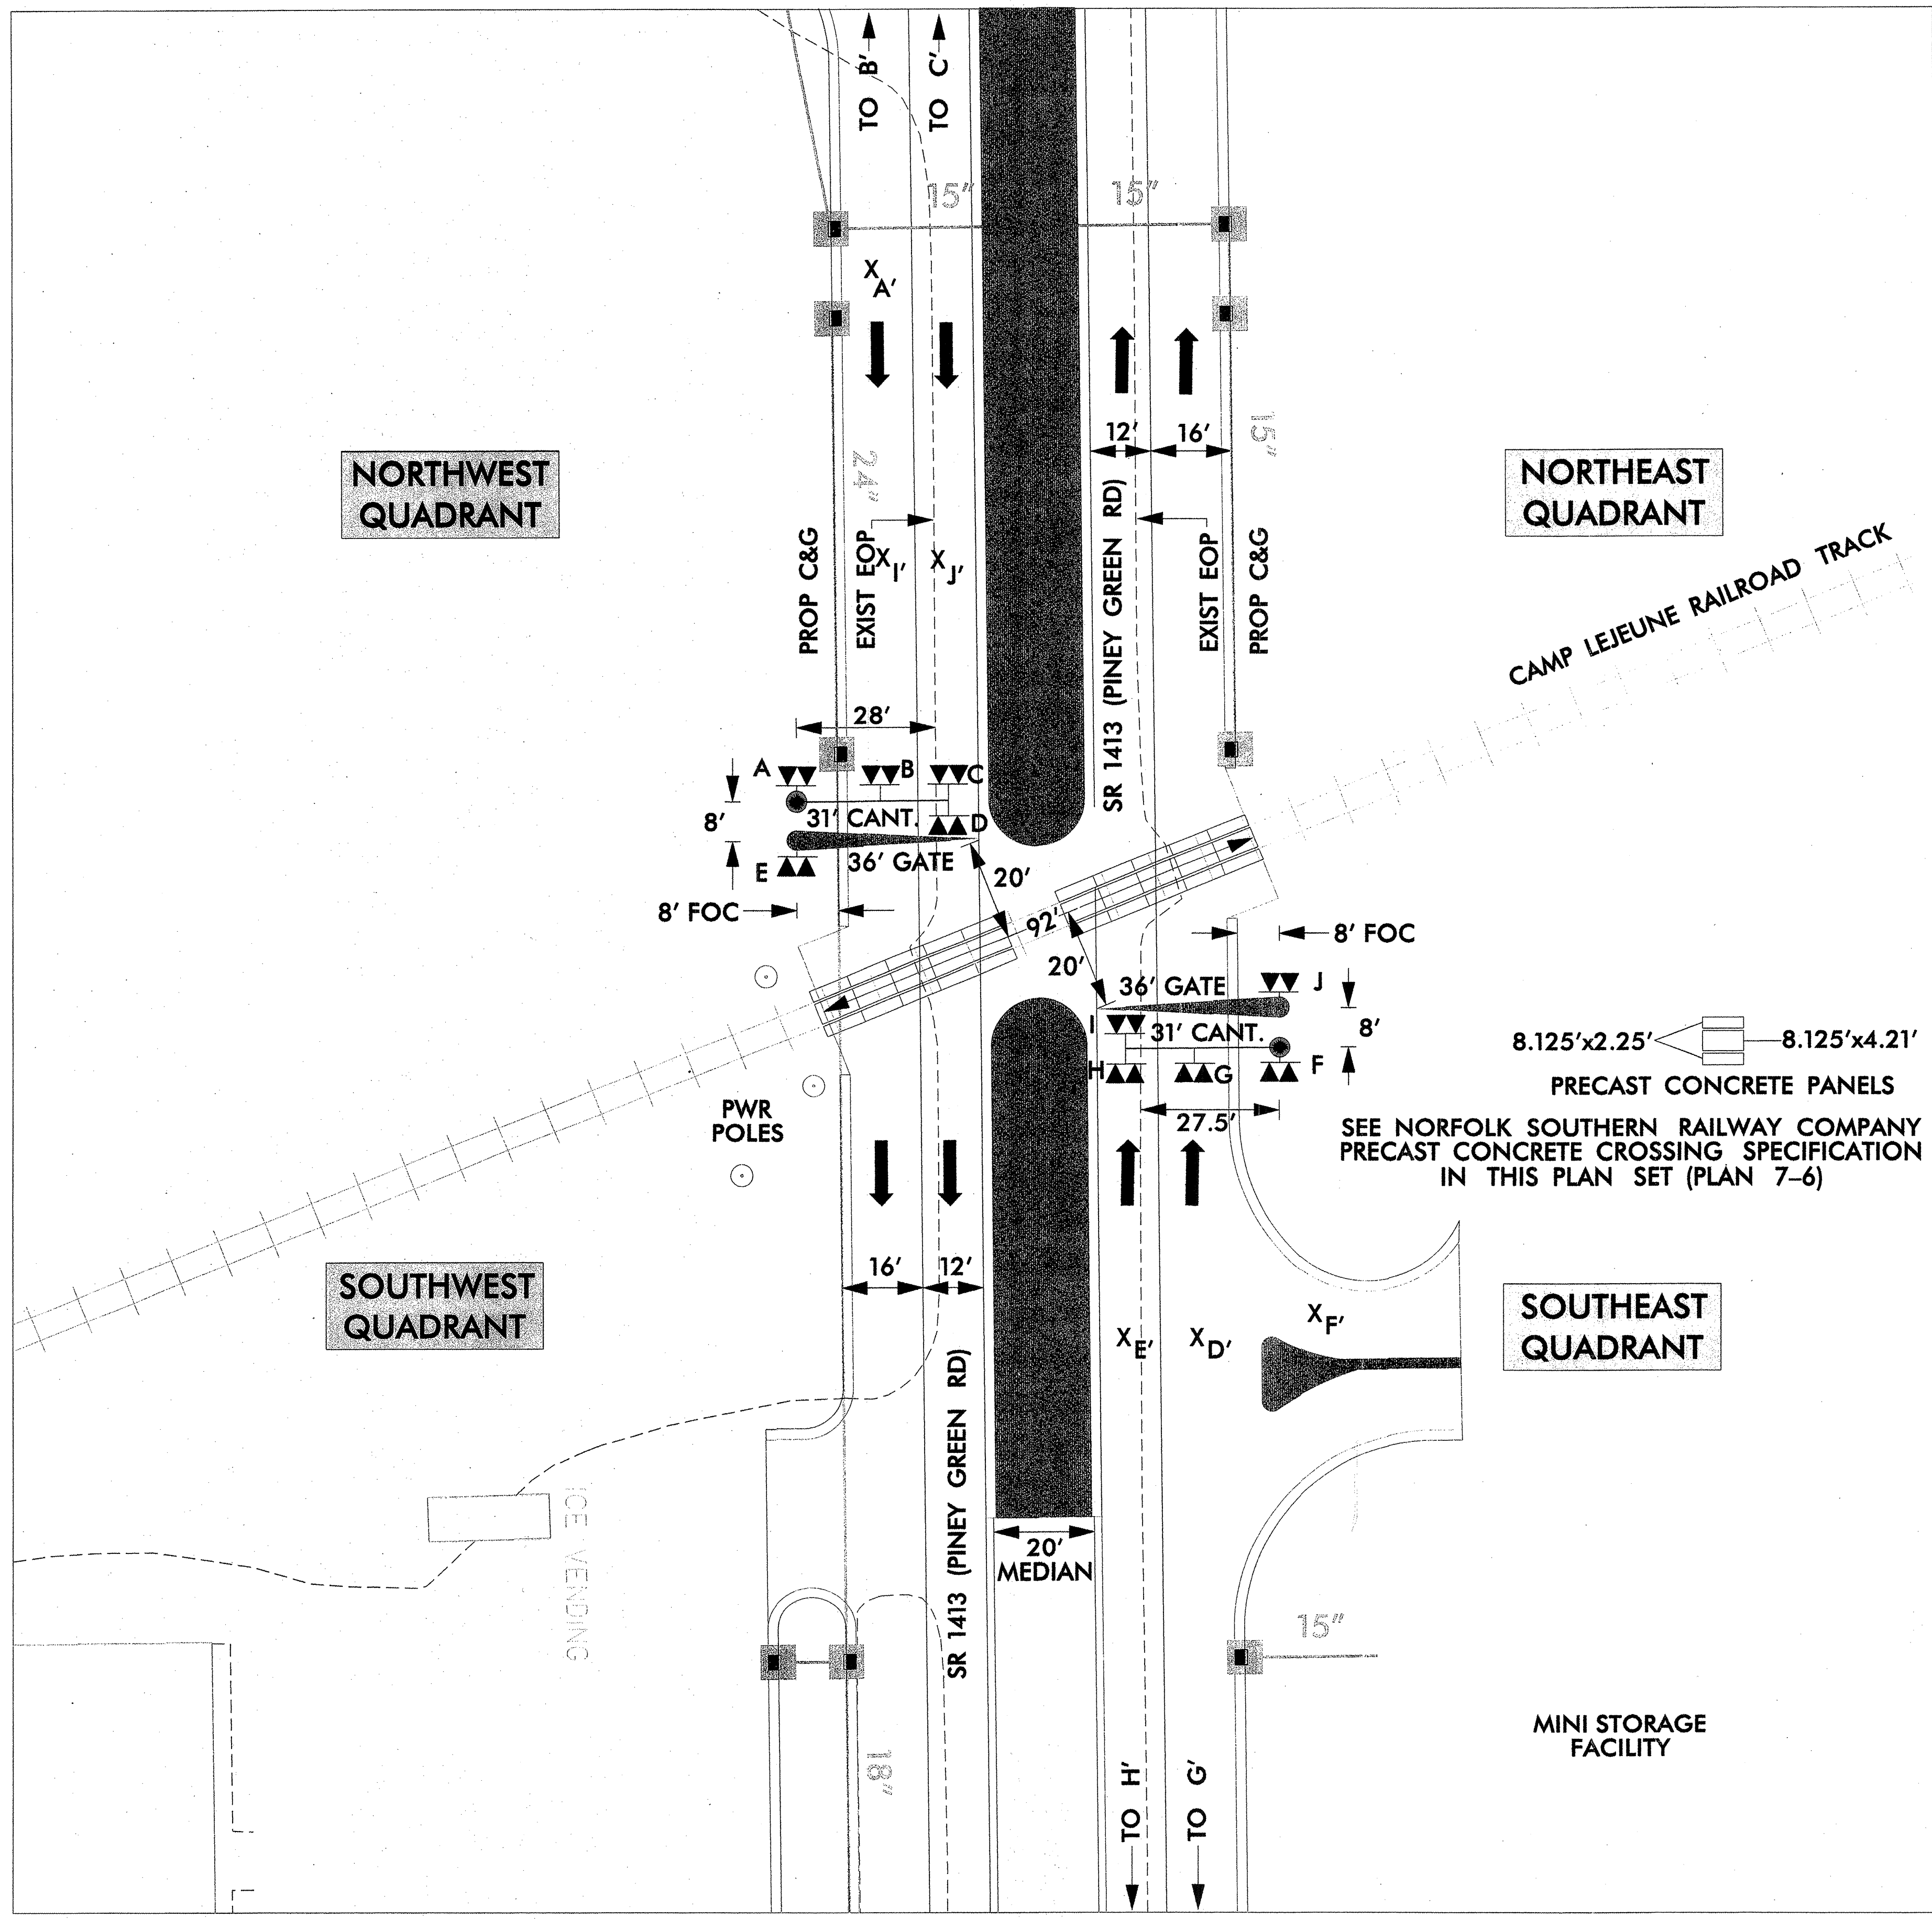 TO B'
TO C'
15"
15"
X A'
12'
16'
15"
NORTHWEST
QUADRANT
NORTHEAST
QUADRANT
24"
PROP C&G
EXIST EOP
X I'
X J'
SR 1413 (PINEY GREEN RD)
EXIST EOP
PROP C&G
CAMP LEJEUNE RAILROAD TRACK
28'
A
B
C
8'
31' CANT.
D
36' GATE
E
20'
8' FOC
92'
8' FOC
20'
36' GATE
J
I
31' CANT.
8'
H
G
F
27.5'
8.125'x2.25'
8.125'x4.21'
PRECAST CONCRETE PANELS
SEE NORFOLK SOUTHERN RAILWAY COMPANY
PRECAST CONCRETE CROSSING SPECIFICATION
IN THIS PLAN SET (PLAN 7–6)
PWR
POLES
16'
12'
SOUTHWEST
QUADRANT
SOUTHEAST
QUADRANT
X E'
X D'
X F'
SR 1413 (PINEY GREEN RD)
ICE VENDING
20'
MEDIAN
15"
18"
TO H'
TO G'
MINI STORAGE
FACILITY